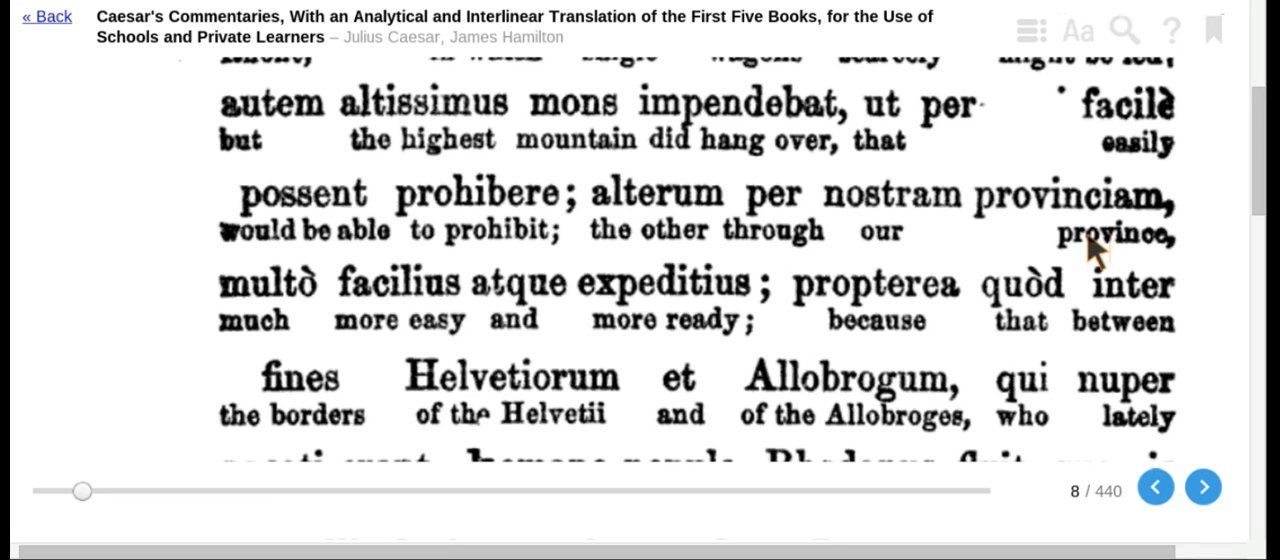 « Back
Caesar's Commentaries, With an Analytical and Interlinear Translation of the First Five Books, for the Use of
Schools and Private Learners – Julius Caesar, James Hamilton
Aa ?
autem altissimus mons impendebat, ut per facilè
but the highest mountain did hang over, that easily
possent prohibere; alterum per nostram provinciam,
would be able to prohibit; the other through our province,
multò facilius atque expeditius; propterea quòd inter
much more easy and more ready; because that between
fines Helvetiorum et Allobrogum, qui nuper
the borders of the Helvetii and of the Allobroges, who lately
8 / 440